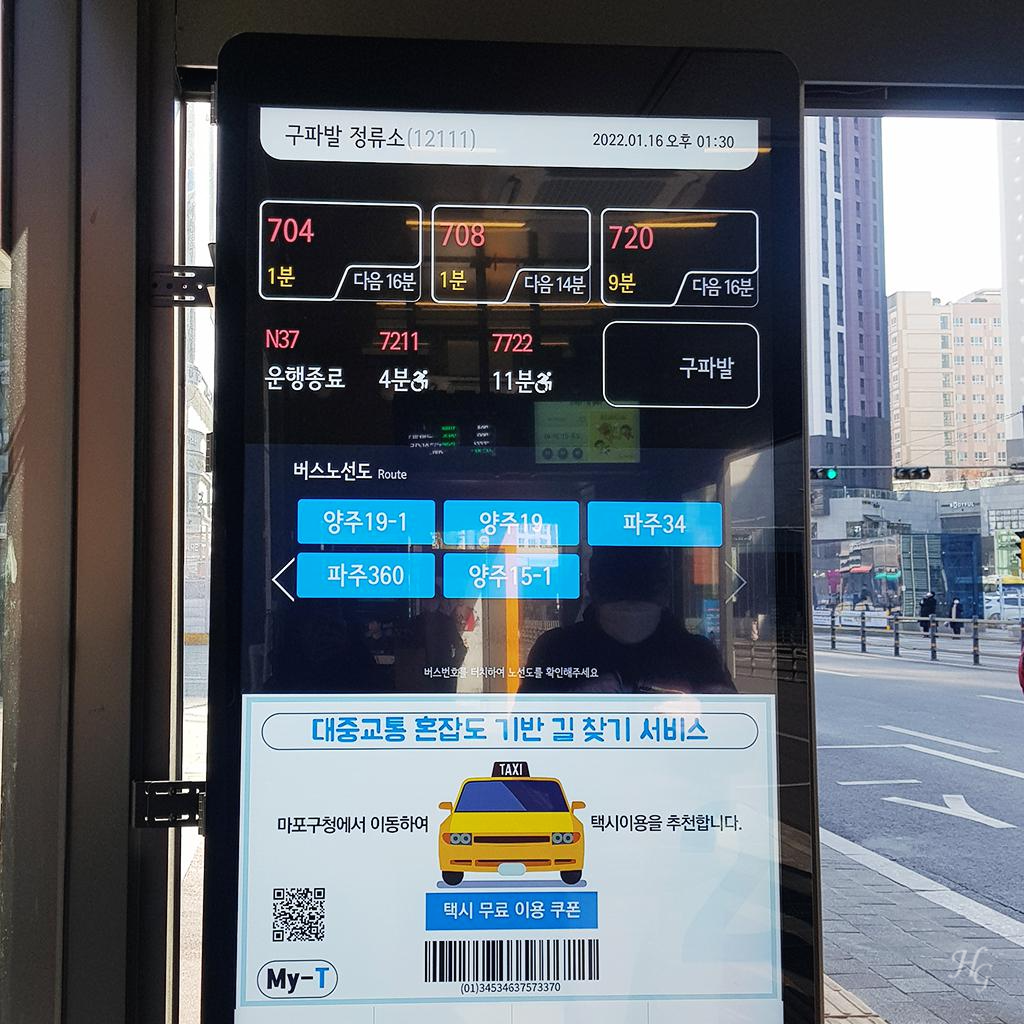 구파발 정류소(12111) 2022.01.16 오후 01:30
704 708 720
1분 다음 16분 1분 다음 14분 9분 다음 16분
N37 7211 7722
운행종료 4분 11분 구파발
버스노선도 Route
양주19-1 양주19 파주34
파주360 양주15-1
버스번호를 터치하여 노선도를 확인해주세요
대중교통 혼잡도 기반 길 찾기 서비스
TAXI
마포구청에서 이동하여 택시이용을 추천합니다.
택시 무료 이용 쿠폰
My-T
(01)34534637573370
HG